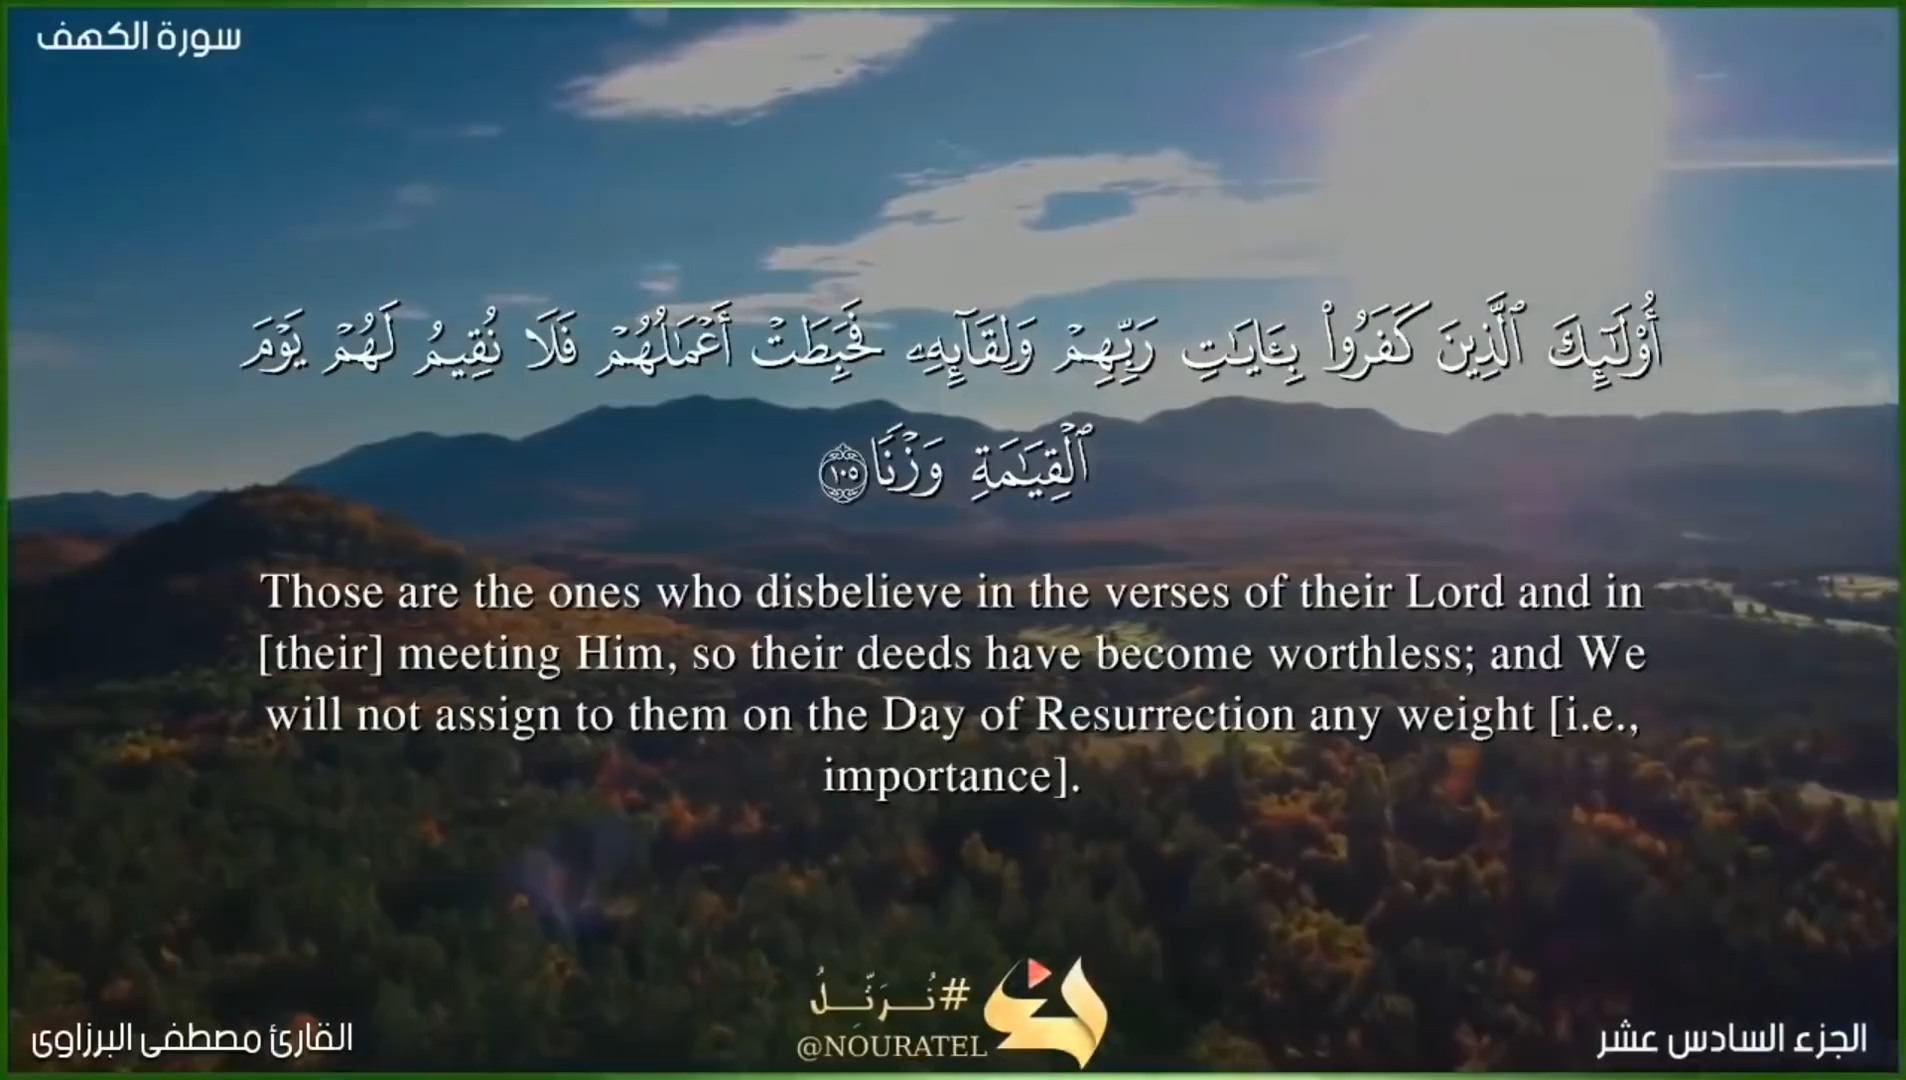 سورة الكهف
أُوْلَٰٓئِكَ ٱلَّذِينَ كَفَرُواْ بِـَٔايَٰتِ رَبِّهِمْ وَلِقَآئِهِۦ فَحَبِطَتْ أَعْمَٰلُهُمْ فَلَا نُقِيمُ لَهُمْ يَوْمَ
ٱلْقِيَٰمَةِ وَزْنًا ١٠٥
Those are the ones who disbelieve in the verses of their Lord and in
[their] meeting Him, so their deeds have become worthless; and We
will not assign to them on the Day of Resurrection any weight [i.e.,
importance].
#نُرَتِّلُ
@NOURATEL
الجزء السادس عشر
القارئ مصطفى البرزاوى